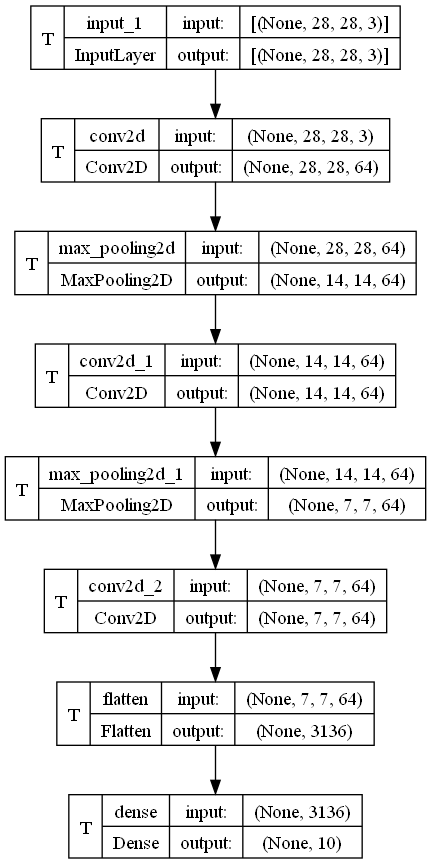 T input_1 input: [(None, 28, 28, 3)]
InputLayer output: [(None, 28, 28, 3)]
T conv2d input: (None, 28, 28, 3)
Conv2D output: (None, 28, 28, 64)
T max_pooling2d input: (None, 28, 28, 64)
MaxPooling2D output: (None, 14, 14, 64)
T conv2d_1 input: (None, 14, 14, 64)
Conv2D output: (None, 14, 14, 64)
T max_pooling2d_1 input: (None, 14, 14, 64)
MaxPooling2D output: (None, 7, 7, 64)
T conv2d_2 input: (None, 7, 7, 64)
Conv2D output: (None, 7, 7, 64)
T flatten input: (None, 7, 7, 64)
Flatten output: (None, 3136)
T dense input: (None, 3136)
Dense output: (None, 10)